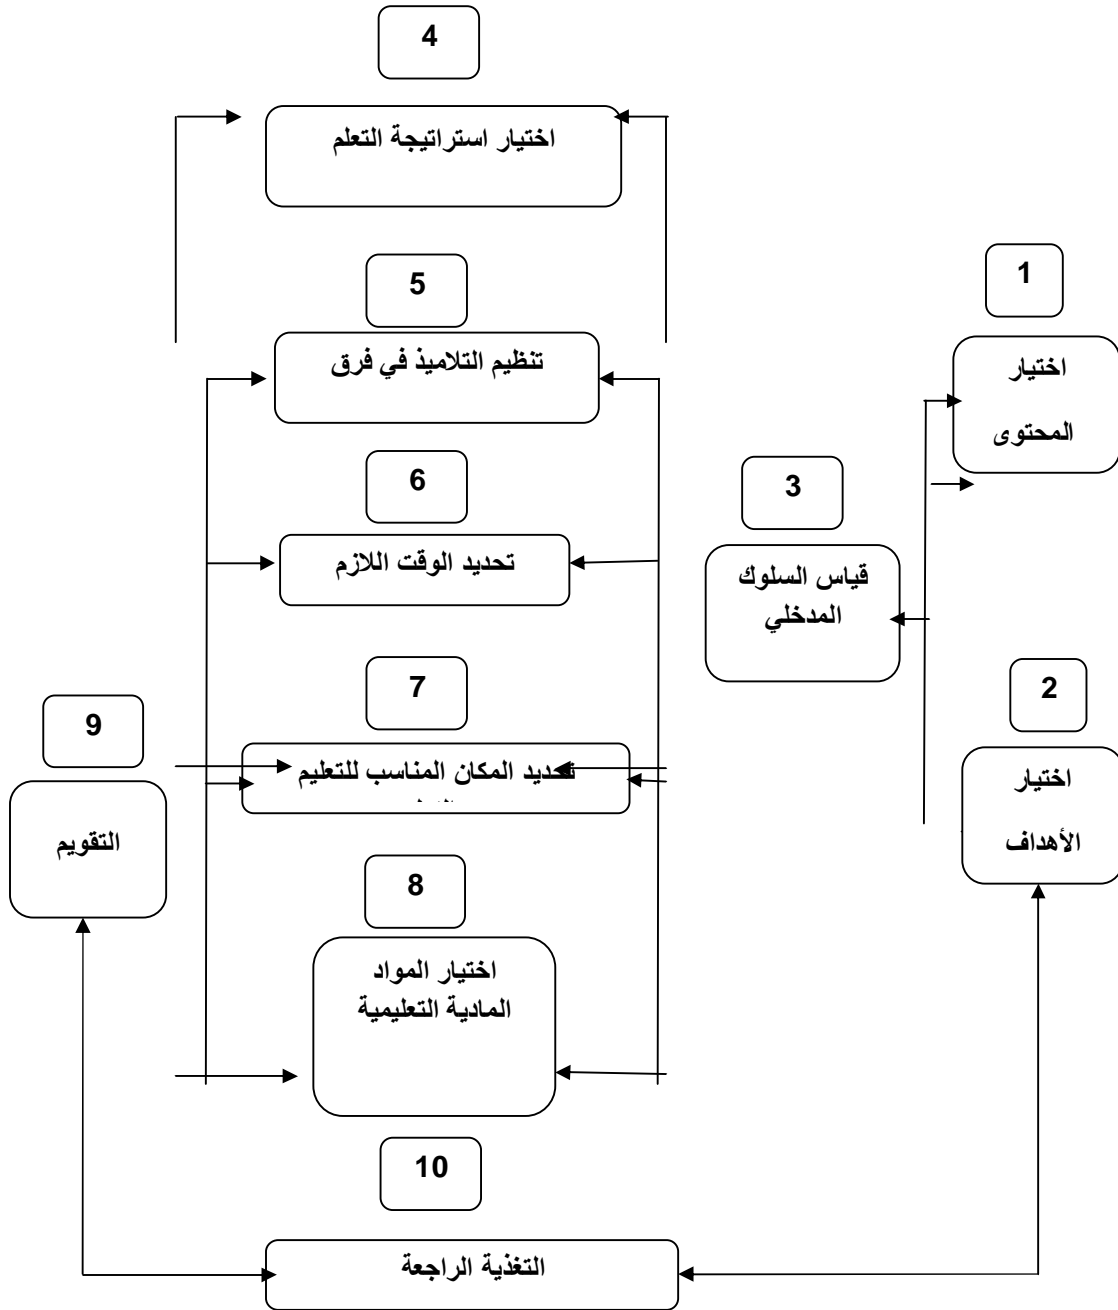 4
اختيار استراتيجة التعلم
5
تنظيم التلاميذ في فرق
6
تحديد الوقت اللازم
7
تحديد المكان المناسب للتعليم
8
اختيار المواد
المادية التعليمية
10
التغذية الراجعة
1
اختيار
المحتوى
3
قياس السلوك
المدخلي
2
اختيار
الأهداف
9
التقويم